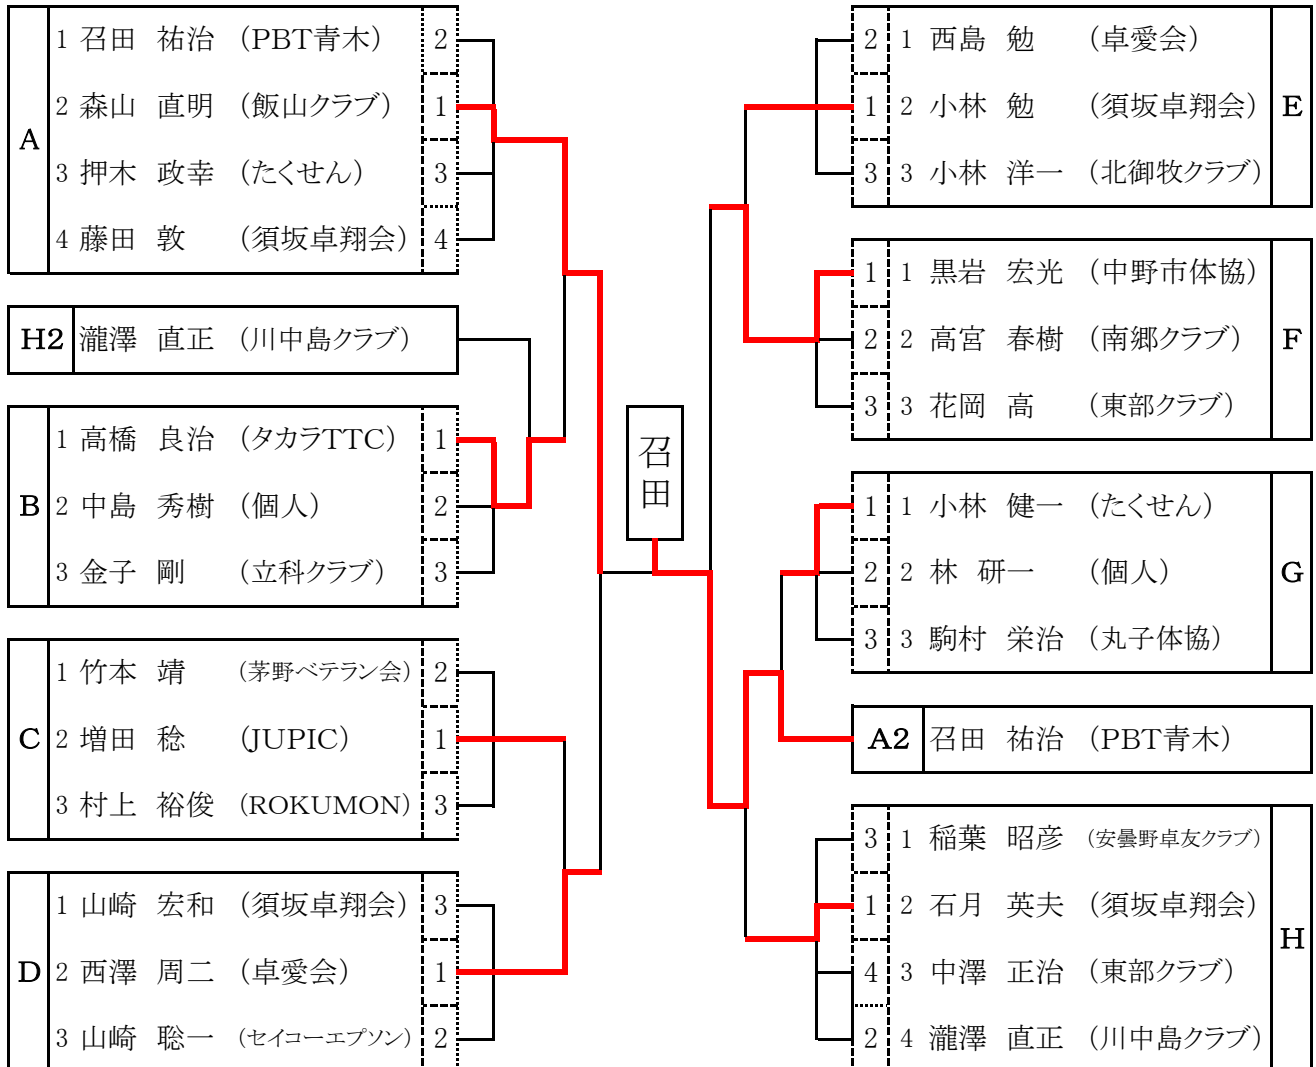 A
1 召田 祐治 (PBT青木) 2
2 森山 直明 (飯山クラブ) 1
3 押木 政幸 (たくせん) 3
4 藤田 敦 (須坂卓翔会) 4
H2 瀧澤 直正 (川中島クラブ)
B
1 高橋 良治 (タカラTTC) 1
2 中島 秀樹 (個人) 2
3 金子 剛 (立科クラブ) 3
C
1 竹本 靖 (茅野ベテラン会) 2
2 増田 稔 (JUPIC) 1
3 村上 裕俊 (ROKUMON) 3
D
1 山崎 宏和 (須坂卓翔会) 3
2 西澤 周二 (卓愛会) 1
3 山崎 聡一 (セイコーエプソン) 2
召田
2 1 西島 勉 (卓愛会)
1 2 小林 勉 (須坂卓翔会)
3 3 小林 洋一 (北御牧クラブ)
E
1 1 黒岩 宏光 (中野市体協)
2 2 高宮 春樹 (南郷クラブ)
3 3 花岡 高 (東部クラブ)
F
1 1 小林 健一 (たくせん)
2 2 林 研一 (個人)
3 3 駒村 栄治 (丸子体協)
G
A2 召田 祐治 (PBT青木)
3 1 稲葉 昭彦 (安曇野卓友クラブ)
1 2 石月 英夫 (須坂卓翔会)
4 3 中澤 正治 (東部クラブ)
2 4 瀧澤 直正 (川中島クラブ)
H